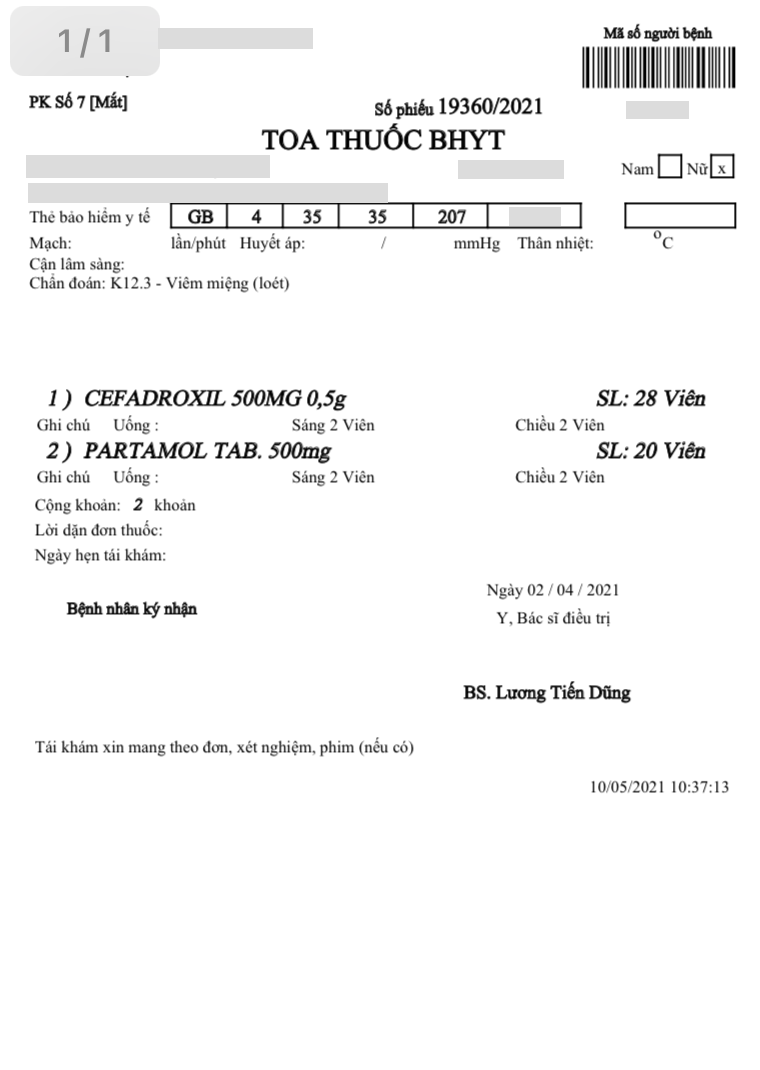 1/1
Mã số người bệnh
PK Số 7 [Mắt]
Số phiếu 19360/2021
TOA THUỐC BHYT
Nam Nữ x
Thẻ bảo hiểm y tế GB 4 35 35 207
Mạch: lần/phút Huyết áp: / mmHg Thân nhiệt: °C
Cận lâm sàng:
Chẩn đoán: K12.3 - Viêm miệng (loét)
1 ) CEFADROXIL 500MG 0,5g SL: 28 Viên
Ghi chú Uống : Sáng 2 Viên Chiều 2 Viên
2 ) PARTAMOL TAB. 500mg SL: 20 Viên
Ghi chú Uống : Sáng 2 Viên Chiều 2 Viên
Cộng khoản: 2 khoản
Lời dặn đơn thuốc:
Ngày hẹn tái khám:
Ngày 02 / 04 / 2021
Bệnh nhân ký nhận
Y, Bác sĩ điều trị
BS. Lương Tiến Dũng
Tái khám xin mang theo đơn, xét nghiệm, phim (nếu có)
10/05/2021 10:37:13